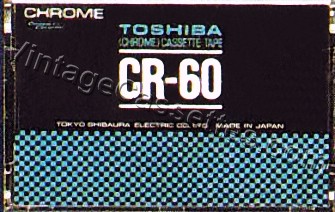 CHROME
TOSHIBA
(CHROME) CASSETTE TAPE
CR-60
TOKYO SHIBAURA ELECTRIC CO., LTD. MADE IN JAPAN